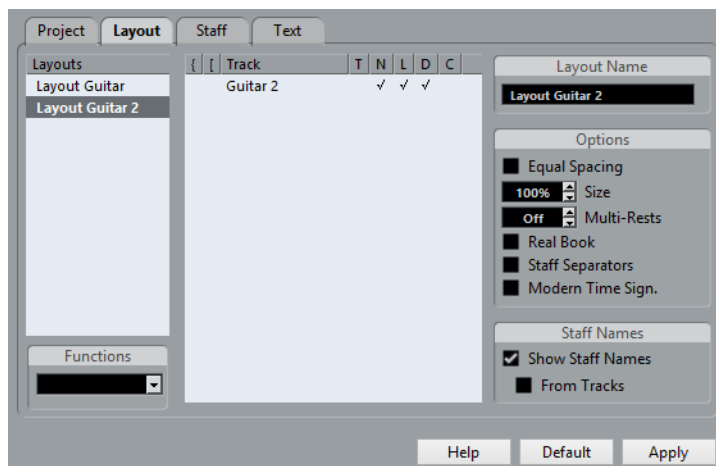 Project Layout Staff Text
Layouts
Layout Guitar
Layout Guitar 2
Functions
{ [ Track T N L D C
Guitar 2 √ √ √
Layout Name
Layout Guitar 2
Options
Equal Spacing
100% Size
Off Multi-Rests
Real Book
Staff Separators
Modern Time Sign.
Staff Names
Show Staff Names
From Tracks
Help Default Apply